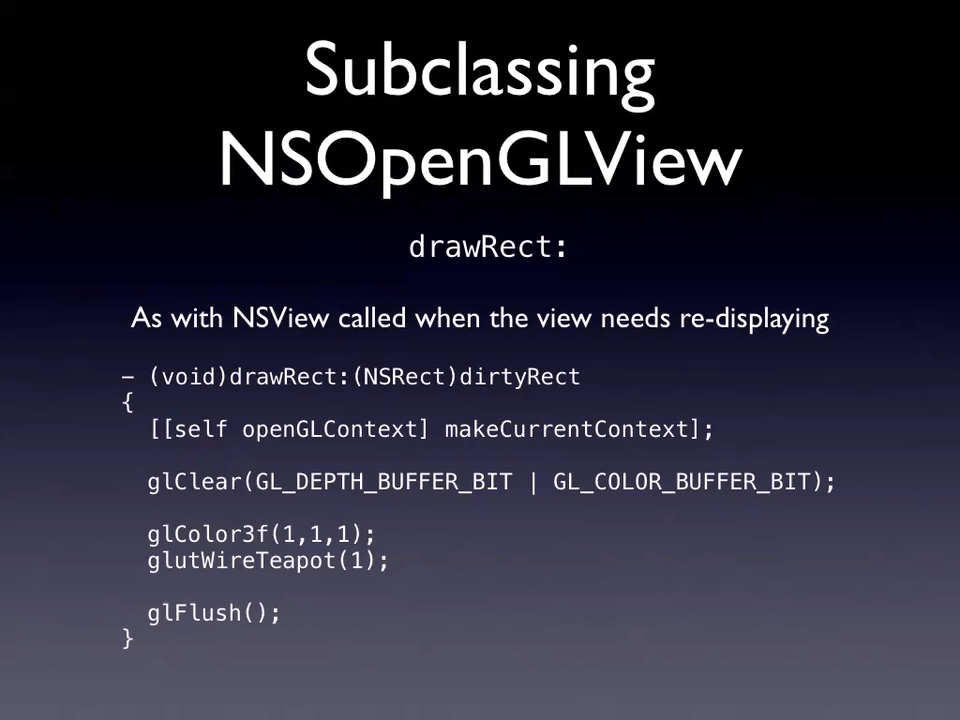 Subclassing
NSOpenGLView
drawRect:
As with NSView called when the view needs re-displaying
- (void)drawRect:(NSRect)dirtyRect
{
[[self openGLContext] makeCurrentContext];
glClear(GL_DEPTH_BUFFER_BIT | GL_COLOR_BUFFER_BIT);
glColor3f(1,1,1);
glutWireTeapot(1);
glFlush();
}